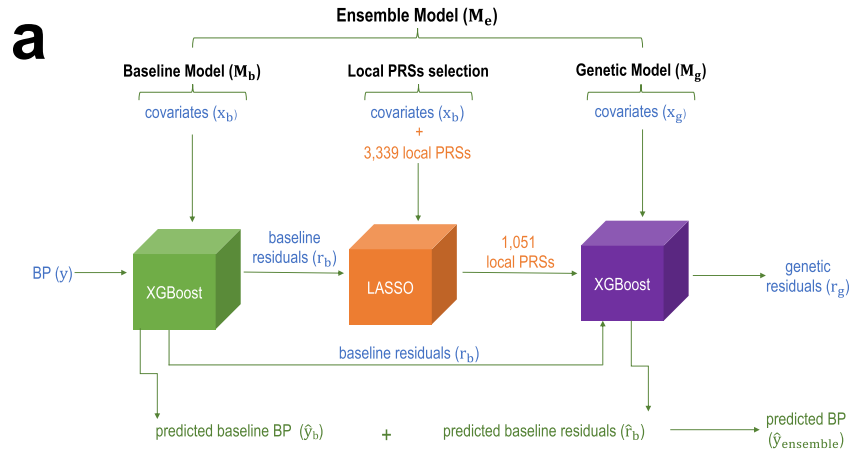 a
Ensemble Model (Mₑ)
Baseline Model (M_b)
Local PRSs selection
Genetic Model (M_g)
covariates (x_b)
covariates (x_b)
+
3,339 local PRSs
covariates (x_g)
BP (y)
XGBoost
baseline
residuals (r_b)
LASSO
1,051
local PRSs
XGBoost
genetic
residuals (r_g)
baseline residuals (r_b)
predicted baseline BP (ŷ_b)
+
predicted baseline residuals (r̂_b)
predicted BP
(ŷ_ensemble)